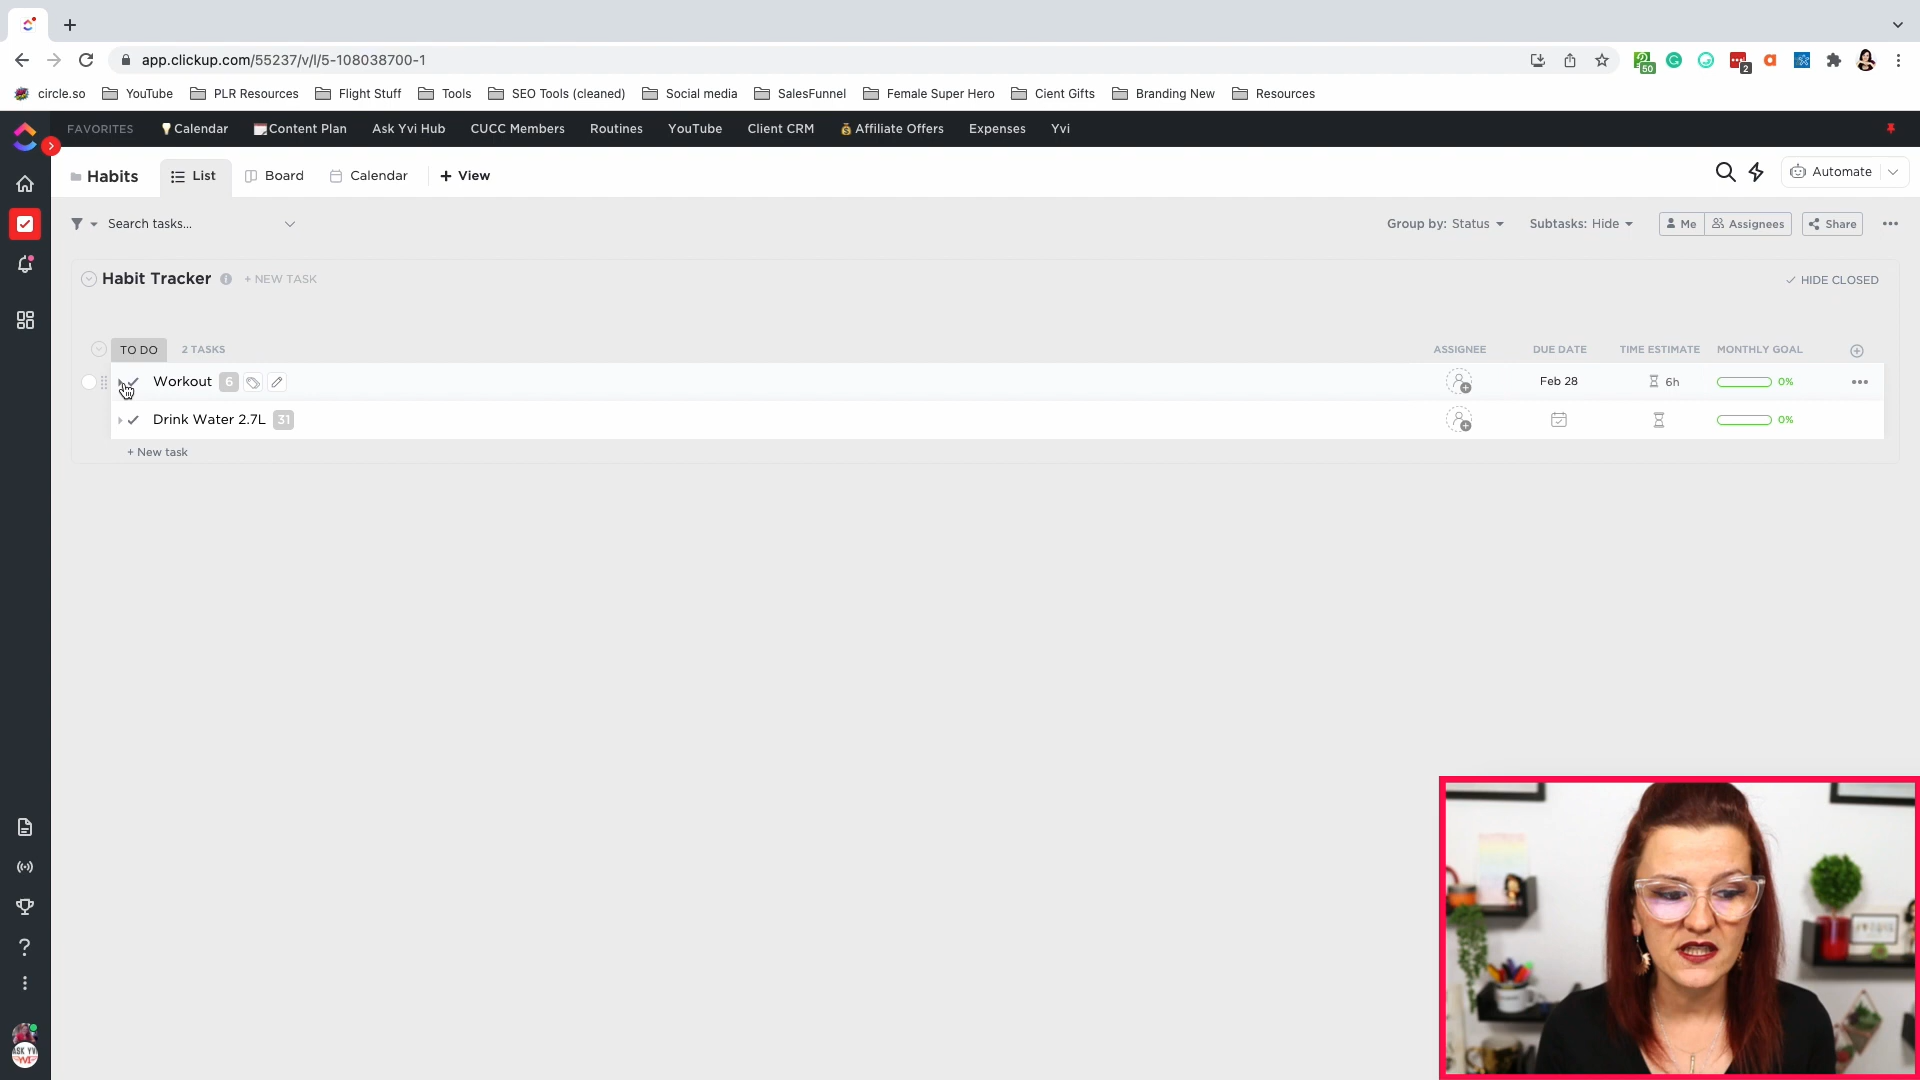 app.clickup.com/55237/v/l/5-108038700-1
50
2
circle.so YouTube PLR Resources Flight Stuff Tools SEO Tools (cleaned) Social media SalesFunnel Female Super Hero Cient Gifts Branding New Resources
FAVORITES Calendar Content Plan Ask Yvi Hub CUCC Members Routines YouTube Client CRM Affiliate Offers Expenses Yvi
Habits List Board Calendar + View Automate
Search tasks... Group by: Status Subtasks: Hide Me Assignees Share
Habit Tracker + NEW TASK HIDE CLOSED
TO DO 2 TASKS ASSIGNEE DUE DATE TIME ESTIMATE MONTHLY GOAL
Workout 6 Feb 28 6h 0%
Drink Water 2.7L 31 0%
+ New task
ASK YVI